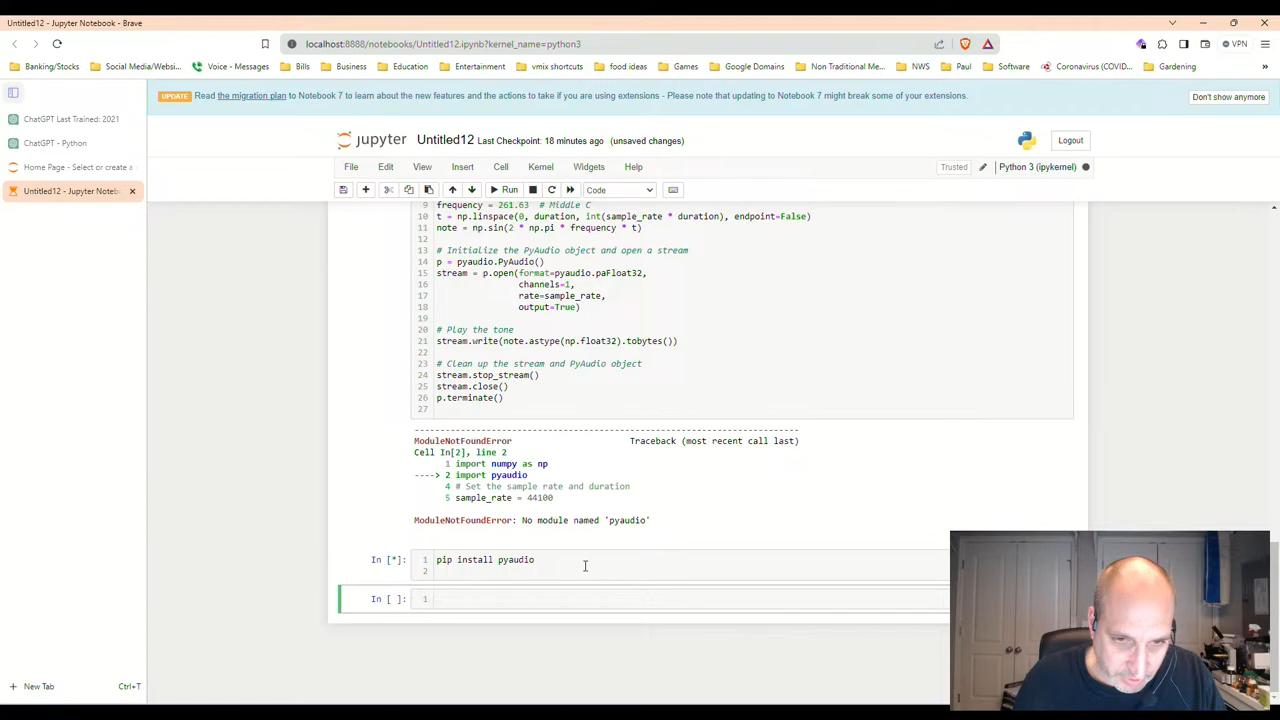 Untitled12 - Jupyter Notebook - Brave
localhost:8888/notebooks/Untitled12.ipynb?kernel_name=python3
VPN
Banking/Stocks
Social Media/Websi...
Voice - Messages
Bills
Business
Education
Entertainment
vmix shortcuts
food ideas
Games
Google Domains
Non Traditional Me...
NWS
Paul
Software
Coronavirus (COVID...
Gardening
»
UPDATE Read the migration plan to Notebook 7 to learn about the new features and the actions to take if you are using extensions - Please note that updating to Notebook 7 might break some of your extensions.
Don't show anymore
ChatGPT Last Trained: 2021
ChatGPT - Python
Home Page - Select or create a
Untitled12 - Jupyter Noteb
jupyter Untitled12 Last Checkpoint: 18 minutes ago (unsaved changes)
Logout
File Edit View Insert Cell Kernel Widgets Help
Trusted
Python 3 (ipykernel)
Run
Code
9 frequency = 261.63 # Middle C
10 t = np.linspace(0, duration, int(sample_rate * duration), endpoint=False)
11 note = np.sin(2 * np.pi * frequency * t)
12
13 # Initialize the PyAudio object and open a stream
14 p = pyaudio.PyAudio()
15 stream = p.open(format=pyaudio.paFloat32,
16 channels=1,
17 rate=sample_rate,
18 output=True)
19
20 # Play the tone
21 stream.write(note.astype(np.float32).tobytes())
22
23 # Clean up the stream and PyAudio object
24 stream.stop_stream()
25 stream.close()
26 p.terminate()
27
---------------------------------------------------------------------------
ModuleNotFoundError Traceback (most recent call last)
Cell In[2], line 2
1 import numpy as np
----> 2 import pyaudio
4 # Set the sample rate and duration
5 sample_rate = 44100
ModuleNotFoundError: No module named 'pyaudio'
In [*]: 1 pip install pyaudio
2
In [ ]: 1
New Tab
Ctrl+T